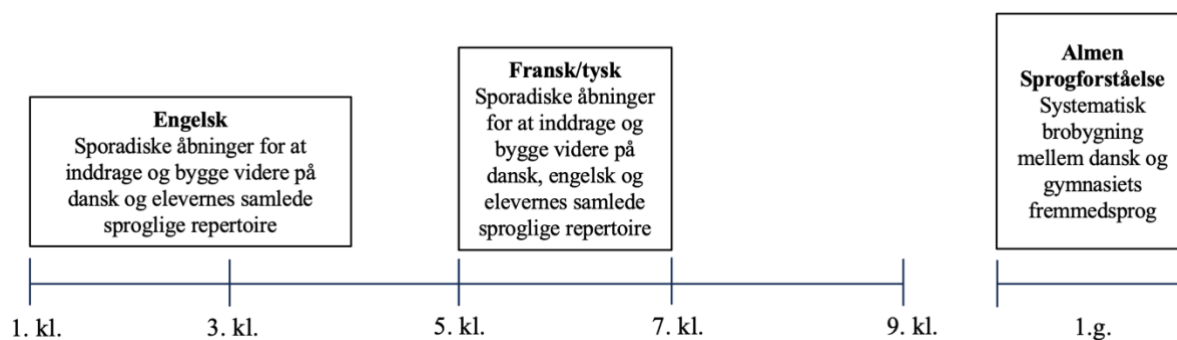 Engelsk
Sporadiske åbninger for at
inddrage og bygge videre på
dansk og elevernes samlede
sproglige repertoire
Fransk/tysk
Sporadiske åbninger
for at inddrage og
bygge videre på
dansk, engelsk og
elevernes samlede
sproglige repertoire
Almen
Sprogforståelse
Systematisk
brobygning
mellem dansk og
gymnasiets
fremmedsprog
1. kl.
3. kl.
5. kl.
7. kl.
9. kl.
1.g.